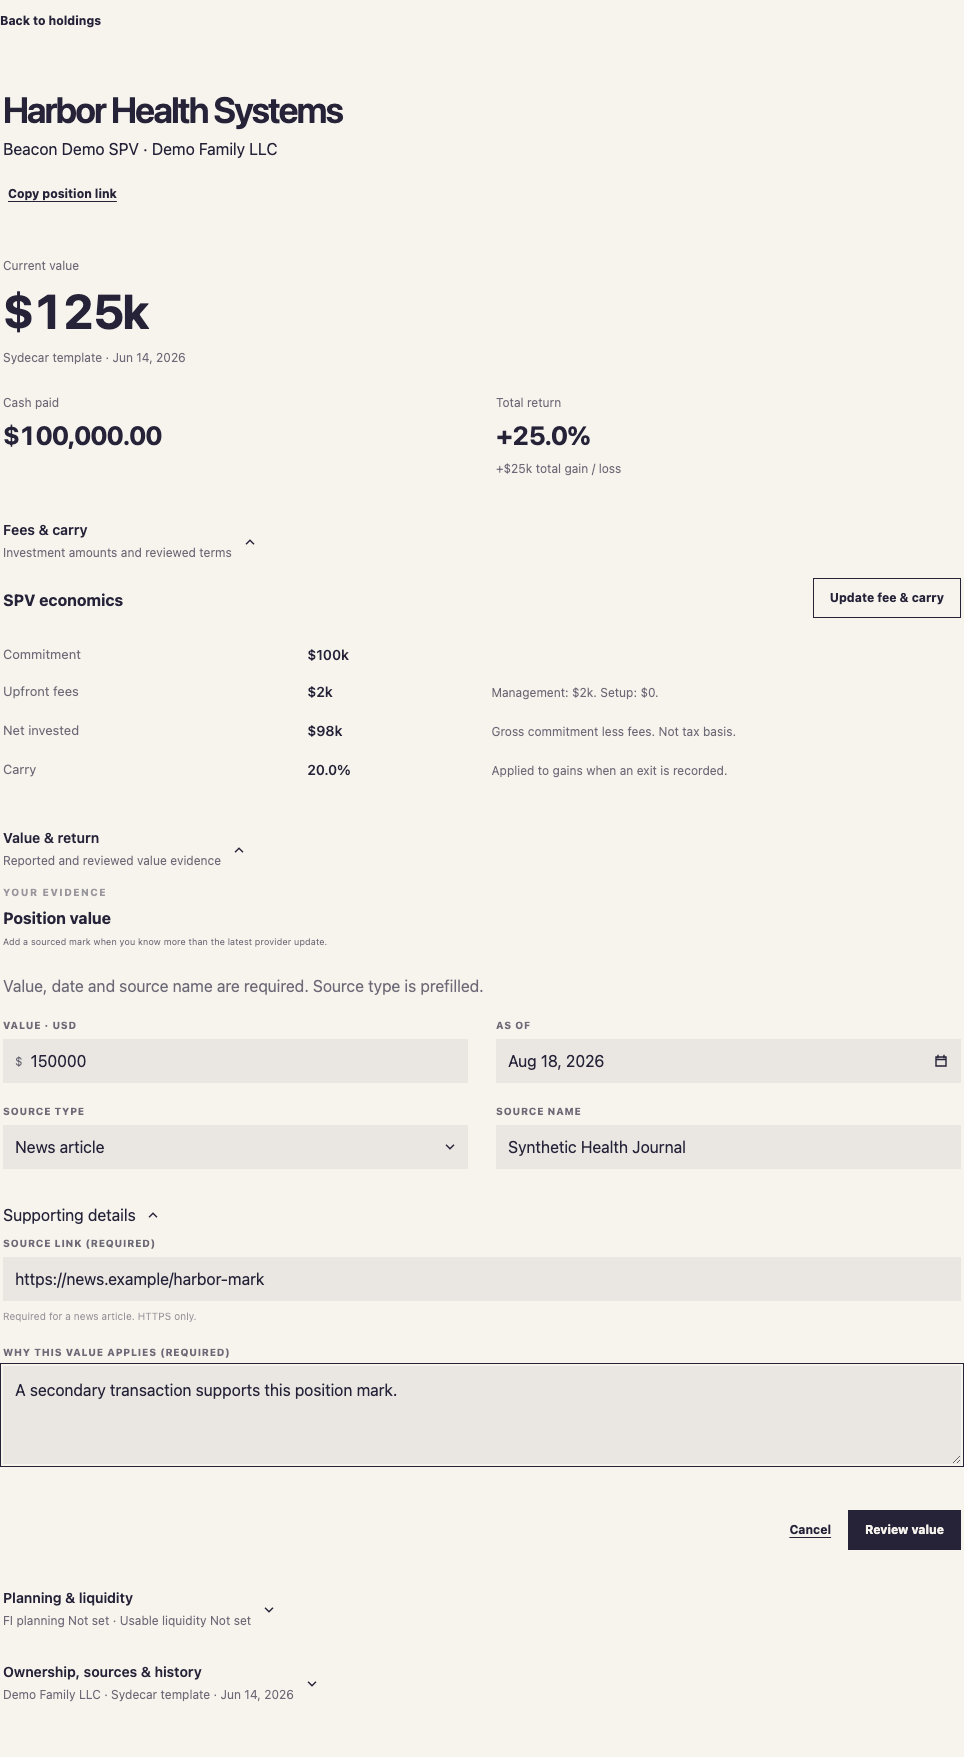 Back to holdings
Harbor Health Systems
Beacon Demo SPV · Demo Family LLC
Copy position link
Current value
$125k
Sydecar template · Jun 14, 2026
Cash paid
$100,000.00
Total return
+25.0%
+$25k total gain / loss
Fees & carry
Investment amounts and reviewed terms
SPV economics
Update fee & carry
Commitment $100k
Upfront fees $2k Management: $2k. Setup: $0.
Net invested $98k Gross commitment less fees. Not tax basis.
Carry 20.0% Applied to gains when an exit is recorded.
Value & return
Reported and reviewed value evidence
YOUR EVIDENCE
Position value
Add a sourced mark when you know more than the latest provider update.
Value, date and source name are required. Source type is prefilled.
VALUE · USD
$ 150000
AS OF
Aug 18, 2026
SOURCE TYPE
News article
SOURCE NAME
Synthetic Health Journal
Supporting details
SOURCE LINK (REQUIRED)
https://news.example/harbor-mark
Required for a news article. HTTPS only.
WHY THIS VALUE APPLIES (REQUIRED)
A secondary transaction supports this position mark.
Cancel
Review value
Planning & liquidity
FI planning Not set · Usable liquidity Not set
Ownership, sources & history
Demo Family LLC · Sydecar template · Jun 14, 2026